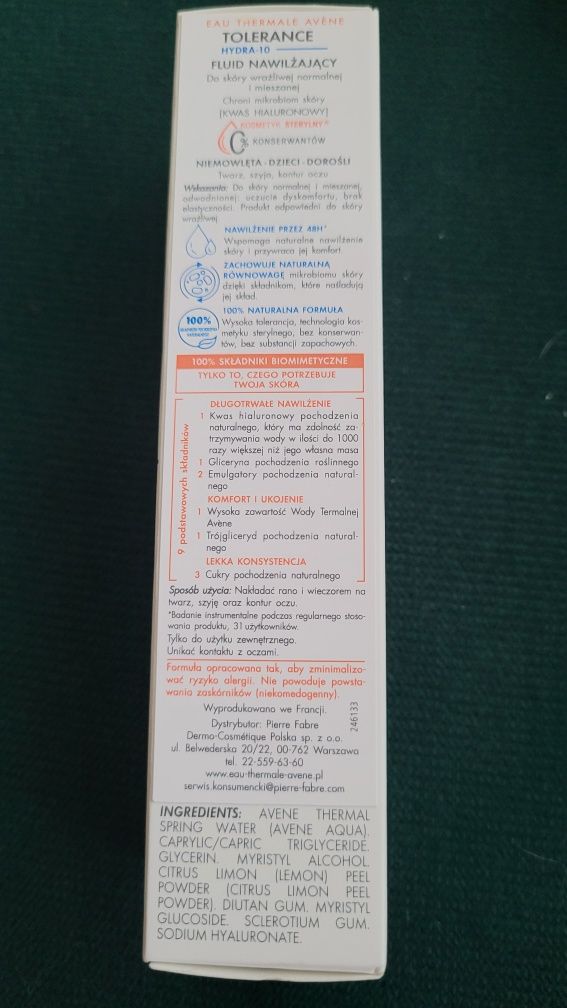 EAU THERMALE AVÈNE
TOLERANCE
HYDRA-10
FLUID NAWILŻAJĄCY
Do skóry wrażliwej normalnej
i mieszanej
Chroni mikrobiom skóry
[KWAS HIALURONOWY]
KOSMETYK STERYLNY®
0% KONSERWANTÓW
NIEMOWLĘTA - DZIECI - DOROŚLI
Twarz, szyja, kontur oczu
Wskazania: Do skóry normalnej i mieszanej,
odwodnionej: uczucie dyskomfortu, brak
elastyczności. Produkt odpowiedni do skóry
wrażliwej.
NAWILŻENIE PRZEZ 48H*
Wspomaga naturalne nawilżenie
skóry i przywraca jej komfort.
ZACHOWUJE NATURALNĄ
RÓWNOWAGĘ mikrobiomu skóry
dzięki składnikom, które naśladują
jej skład.
100%
100% NATURALNA FORMUŁA
Wysoka tolerancja, technologia kos-
metyku sterylnego, bez konserwan-
tów, bez substancji zapachowych.
100% SKŁADNIKI BIOMIMETYCZNE
TYLKO TO, CZEGO POTRZEBUJE
TWOJA SKÓRA
9 podstawowych składników
DŁUGOTRWAŁE NAWILŻENIE
1 Kwas hialuronowy pochodzenia
naturalnego, który ma zdolność za-
trzymywania wody w ilości do 1000
razy większej niż jego własna masa
1 Gliceryna pochodzenia roślinnego
2 Emulgatory pochodzenia natural-
nego
KOMFORT I UKOJENIE
1 Wysoka zawartość Wody Termalnej
Avène
1 Trójgliceryd pochodzenia natural-
nego
LEKKA KONSYSTENCJA
3 Cukry pochodzenia naturalnego
Sposób użycia: Nakładać rano i wieczorem na
twarz, szyję oraz kontur oczu.
*Badanie instrumentalne podczas regularnego stoso-
wania produktu, 31 użytkowników.
Tylko do użytku zewnętrznego.
Unikać kontaktu z oczami.
Formuła opracowana tak, aby zminimalizo-
wać ryzyko alergii. Nie powoduje powsta-
wania zaskórników (niekomedogenny).
Wyprodukowano we Francji.
Dystrybutor: Pierre Fabre
Dermo-Cosmétique Polska sp. z o.o.
ul. Belwederska 20/22, 00-762 Warszawa
tel. 22-559-63-60
www.eau-thermale-avene.pl
serwis.konsumencki@pierre-fabre.com
246133
INGREDIENTS: AVENE THERMAL
SPRING WATER (AVENE AQUA).
CAPRYLIC/CAPRIC TRIGLYCERIDE.
GLYCERIN. MYRISTYL ALCOHOL.
CITRUS LIMON (LEMON) PEEL
POWDER (CITRUS LIMON PEEL
POWDER). DIUTAN GUM. MYRISTYL
GLUCOSIDE. SCLEROTIUM GUM.
SODIUM HYALURONATE.